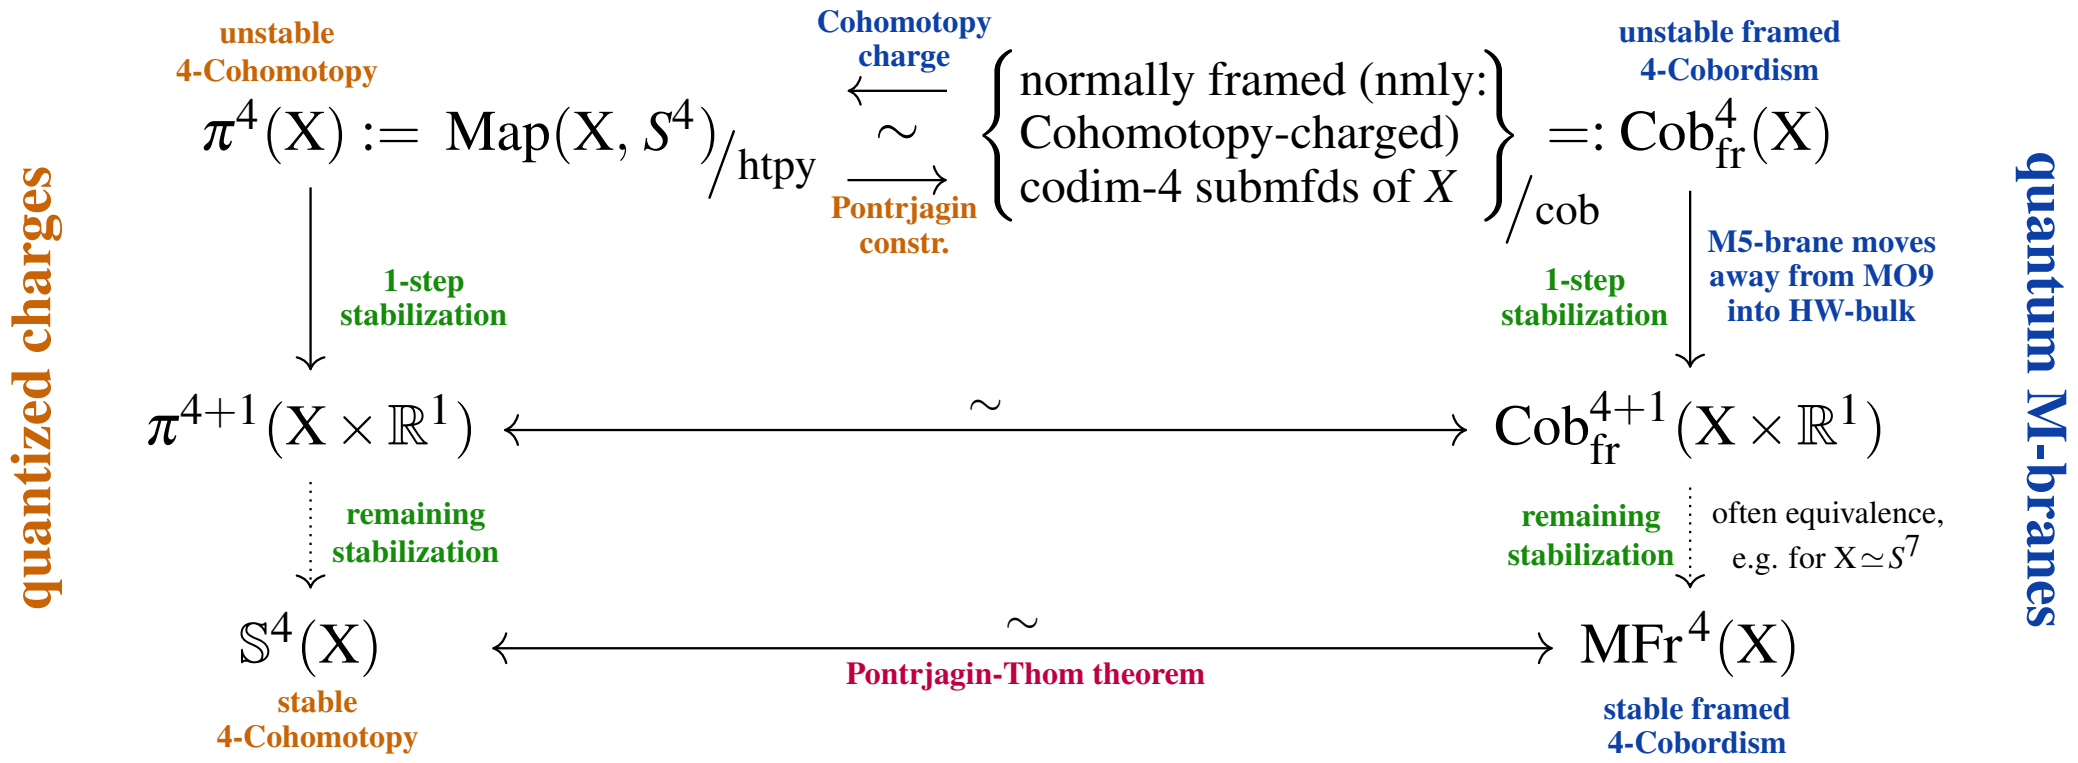 unstable
4-Cohomotopy
π⁴(X) := Map(X, S⁴)/htpy
Cohomotopy
charge
←
∼
→
Pontrjagin
constr.
{ normally framed (nmly:
Cohomotopy-charged)
codim-4 submfds of X } /cob
unstable framed
4-Cobordism
=: Cob⁴_fr(X)
quantized charges
1-step
stabilization
1-step
stabilization
M5-brane moves
away from MO9
into HW-bulk
quantum M-branes
π⁴⁺¹(X × ℝ¹) ∼ Cob⁴⁺¹_fr(X × ℝ¹)
remaining
stabilization
remaining
stabilization
often equivalence,
e.g. for X ≃ S⁷
𝕊⁴(X) ∼ MFr⁴(X)
Pontrjagin-Thom theorem
stable
4-Cohomotopy
stable framed
4-Cobordism